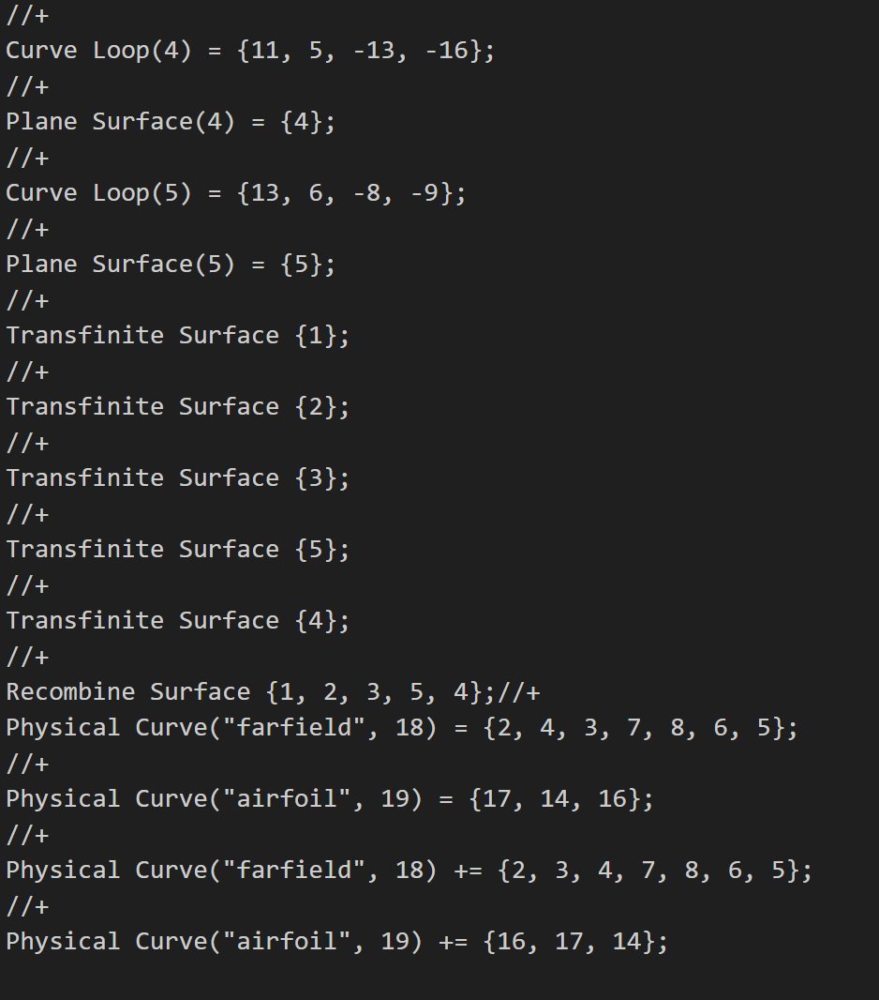 //+
Curve Loop(4) = {11, 5, -13, -16};
//+
Plane Surface(4) = {4};
//+
Curve Loop(5) = {13, 6, -8, -9};
//+
Plane Surface(5) = {5};
//+
Transfinite Surface {1};
//+
Transfinite Surface {2};
//+
Transfinite Surface {3};
//+
Transfinite Surface {5};
//+
Transfinite Surface {4};
//+
Recombine Surface {1, 2, 3, 5, 4};//+
Physical Curve("farfield", 18) = {2, 4, 3, 7, 8, 6, 5};
//+
Physical Curve("airfoil", 19) = {17, 14, 16};
//+
Physical Curve("farfield", 18) += {2, 3, 4, 7, 8, 6, 5};
//+
Physical Curve("airfoil", 19) += {16, 17, 14};